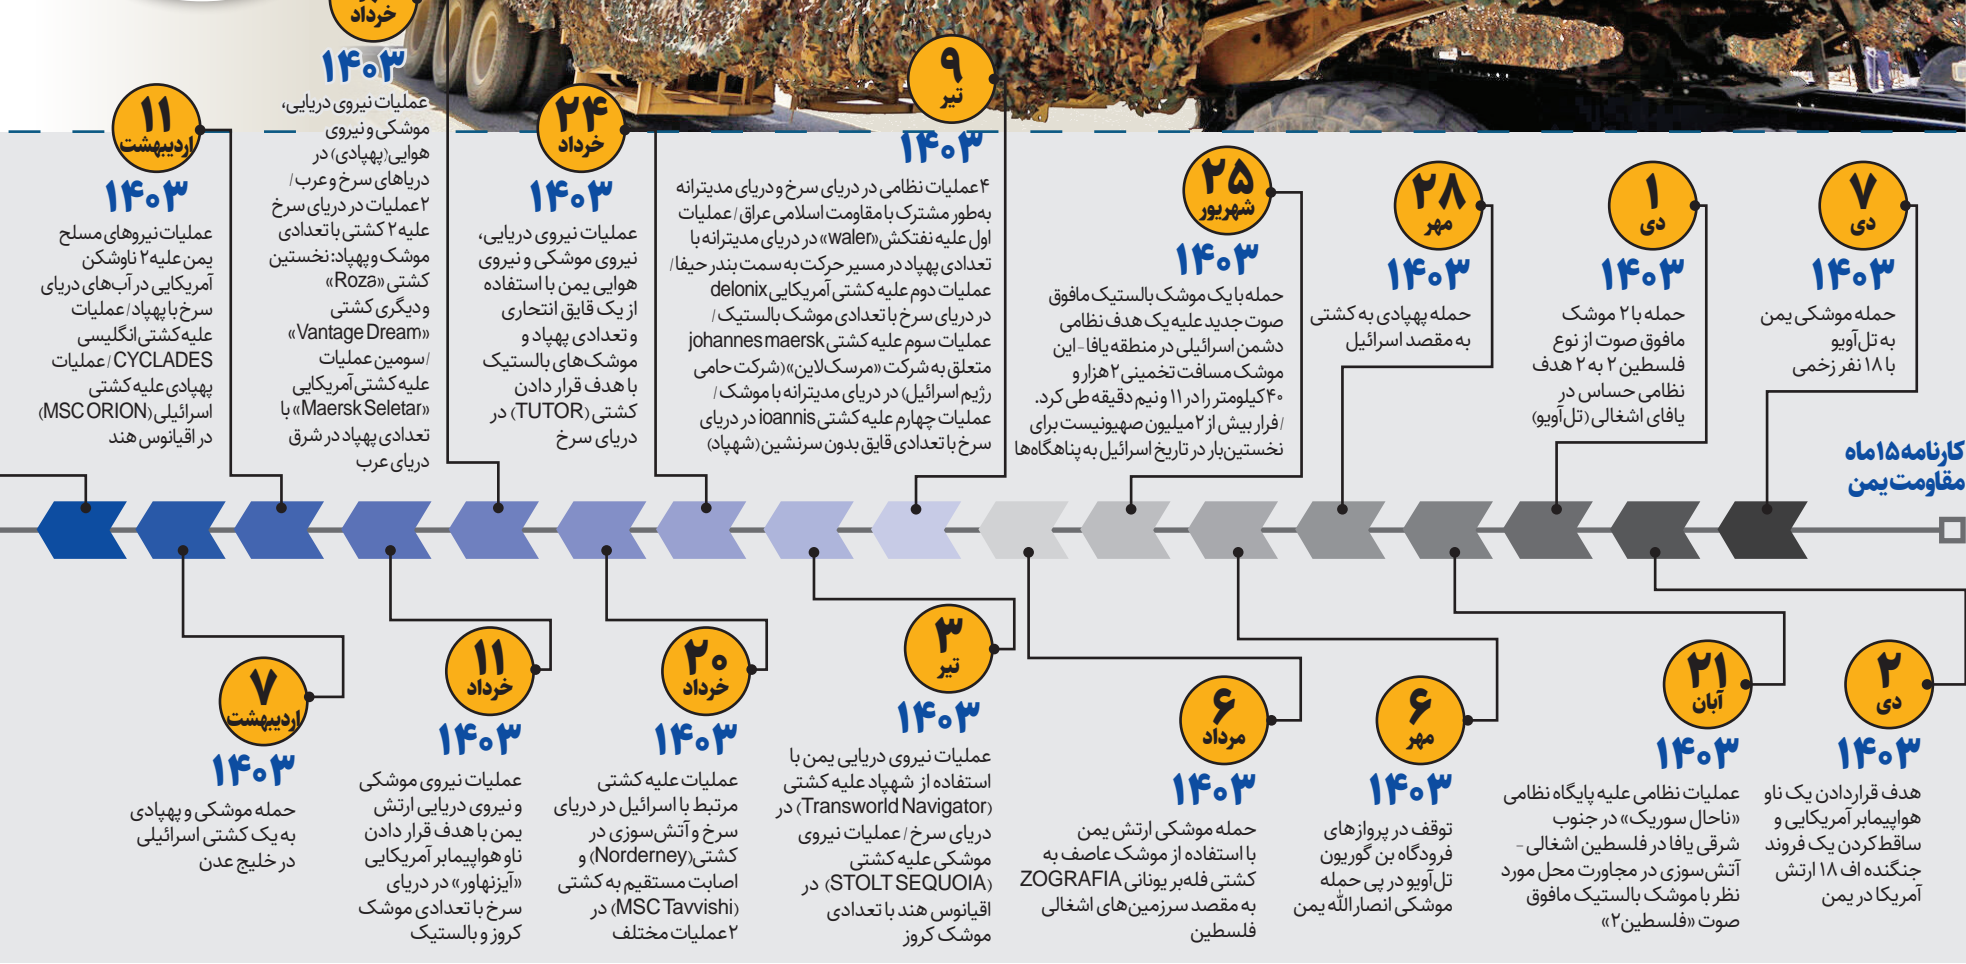 کارنامه ۱۵ ماه
مقاومت یمن
۷
دی
۱۴۰۳
حمله موشکی یمن
به تل‌آویو
با ۱۸ نفر زخمی
۲
دی
۱۴۰۳
هدف قراردادن یک ناو
هواپیمابر آمریکایی و
ساقط کردن یک فروند
جنگنده اف ۱۸ ارتش
آمریکا در یمن
۱
دی
۱۴۰۳
حمله با ۲ موشک
مافوق صوت از نوع
فلسطین ۲ به ۲ هدف
نظامی حساس در
یافای اشغالی (تل‌آویو)
۲۱
آبان
۱۴۰۳
عملیات نظامی علیه پایگاه نظامی
«ناحال سوریک» در جنوب
شرقی یافا در فلسطین اشغالی -
آتش‌سوزی در مجاورت محل مورد
نظر با موشک بالستیک مافوق
صوت «فلسطین۲»
۲۸
مهر
۱۴۰۳
حمله پهپادی به کشتی
به مقصد اسرائیل
۶
مهر
۱۴۰۳
توقف در پروازهای
فرودگاه بن گوریون
تل‌آویو در پی حمله
موشکی انصارالله یمن
۲۵
شهریور
۱۴۰۳
حمله با یک موشک بالستیک مافوق
صوت جدید علیه یک هدف نظامی
دشمن اسرائیلی در منطقه یافا - این
موشک مسافت تخمینی ۲ هزار و
۴۰ کیلومتر را در ۱۱ و نیم دقیقه طی کرد.
/ فرار بیش از ۲ میلیون صهیونیست برای
نخستین‌بار در تاریخ اسرائیل به پناهگاه‌ها
۶
مرداد
۱۴۰۳
حمله موشکی ارتش یمن
با استفاده از موشک عاصف به
کشتی فله‌بر یونانی ZOGRAFIA
به مقصد سرزمین‌های اشغالی
فلسطین
۹
تیر
۱۴۰۳
۴ عملیات نظامی در دریای سرخ و دریای مدیترانه
به‌طور مشترک با مقاومت اسلامی عراق / عملیات
اول علیه نفتکش «waler» در دریای مدیترانه با
تعدادی پهپاد در مسیر حرکت به سمت بندر حیفا /
عملیات دوم علیه کشتی آمریکایی delonix
در دریای سرخ با تعدادی موشک بالستیک /
عملیات سوم علیه کشتی johannes maersk
متعلق به شرکت «مرسک‌لاین» (شرکت حامی
رژیم اسرائیل) در دریای مدیترانه با موشک /
عملیات چهارم علیه کشتی ioannis در دریای
سرخ با تعدادی قایق بدون سرنشین (شهپاد)
۳
تیر
۱۴۰۳
عملیات نیروی دریایی یمن با
استفاده از شهپاد علیه کشتی
(Transworld Navigator) در
دریای سرخ / عملیات نیروی
موشکی علیه کشتی
(STOLT SEQUOIA) در
اقیانوس هند با تعدادی
موشک کروز
۲۴
خرداد
۱۴۰۳
عملیات نیروی دریایی،
نیروی موشکی و نیروی
هوایی یمن با استفاده
از یک قایق انتحاری
و تعدادی پهپاد و
موشک‌های بالستیک
با هدف قرار دادن
کشتی (TUTOR) در
دریای سرخ
۲۰
خرداد
۱۴۰۳
عملیات علیه کشتی
مرتبط با اسرائیل در دریای
سرخ و آتش‌سوزی در
کشتی (Norderney) و
اصابت مستقیم به کشتی
(MSC Tavvishi) در
۲ عملیات مختلف
خرداد
۱۴۰۳
عملیات نیروی دریایی،
موشکی و نیروی
هوایی (پهپادی) در
دریاهای سرخ و عرب /
۲ عملیات در دریای سرخ
علیه ۲ کشتی با تعدادی
موشک و پهپاد: نخستین
کشتی «Roza»
و دیگری کشتی
«Vantage Dream»
/ سومین عملیات
علیه کشتی آمریکایی
«Maersk Seletar» با
تعدادی پهپاد در شرق
دریای عرب
۱۱
خرداد
۱۴۰۳
عملیات نیروی موشکی
و نیروی دریایی ارتش
یمن با هدف قرار دادن
ناو هواپیمابر آمریکایی
«آیزنهاور» در دریای
سرخ با تعدادی موشک
کروز و بالستیک
۱۱
اردیبهشت
۱۴۰۳
عملیات نیروهای مسلح
یمن علیه ۲ ناوشکن
آمریکایی در آب‌های دریای
سرخ با پهپاد / عملیات
علیه کشتی انگلیسی
CYCLADES / عملیات
پهپادی علیه کشتی
اسرائیلی (MSC ORION)
در اقیانوس هند
۷
اردیبهشت
۱۴۰۳
حمله موشکی و پهپادی
به یک کشتی اسرائیلی
در خلیج عدن